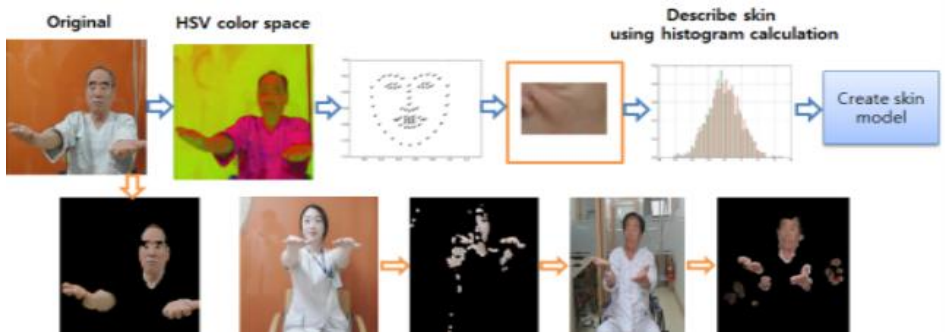 Original
HSV color space
Describe skin
using histogram calculation
Create skin
model